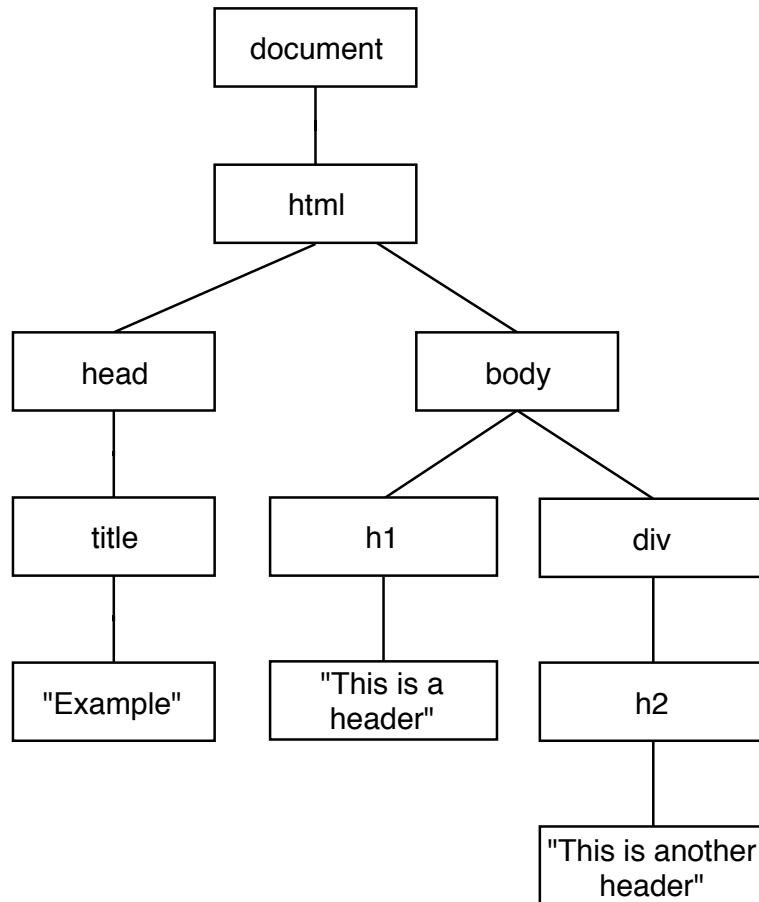 document
html
head
body
title
h1
div
"Example"
"This is a
header"
h2
"This is another
header"